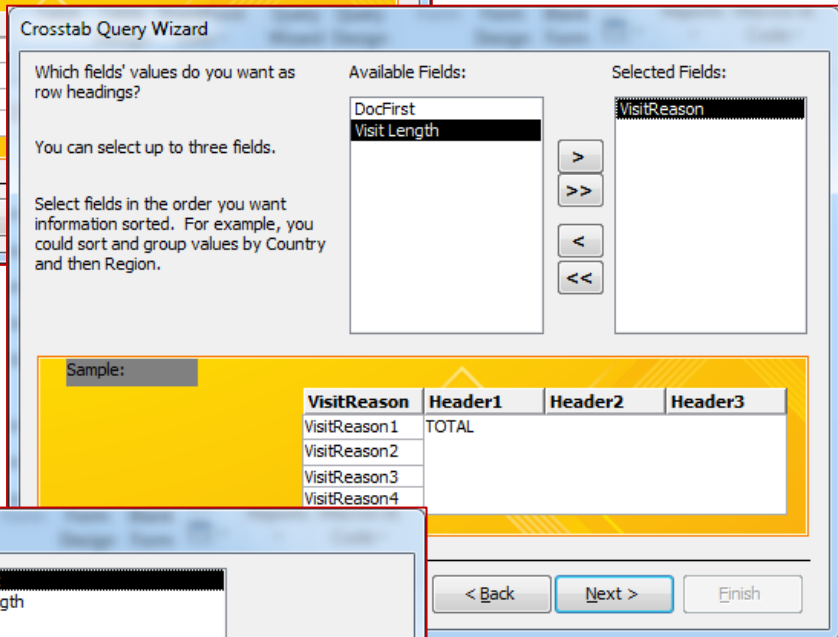 Crosstab Query Wizard
Which fields' values do you want as
row headings?
You can select up to three fields.
Select fields in the order you want
information sorted. For example, you
could sort and group values by Country
and then Region.
Available Fields:
DocFirst
Visit Length
>
>>
<
<<
Selected Fields:
VisitReason
Sample:
VisitReason Header1 Header2 Header3
VisitReason1 TOTAL
VisitReason2
VisitReason3
VisitReason4
gth
< Back Next > Finish